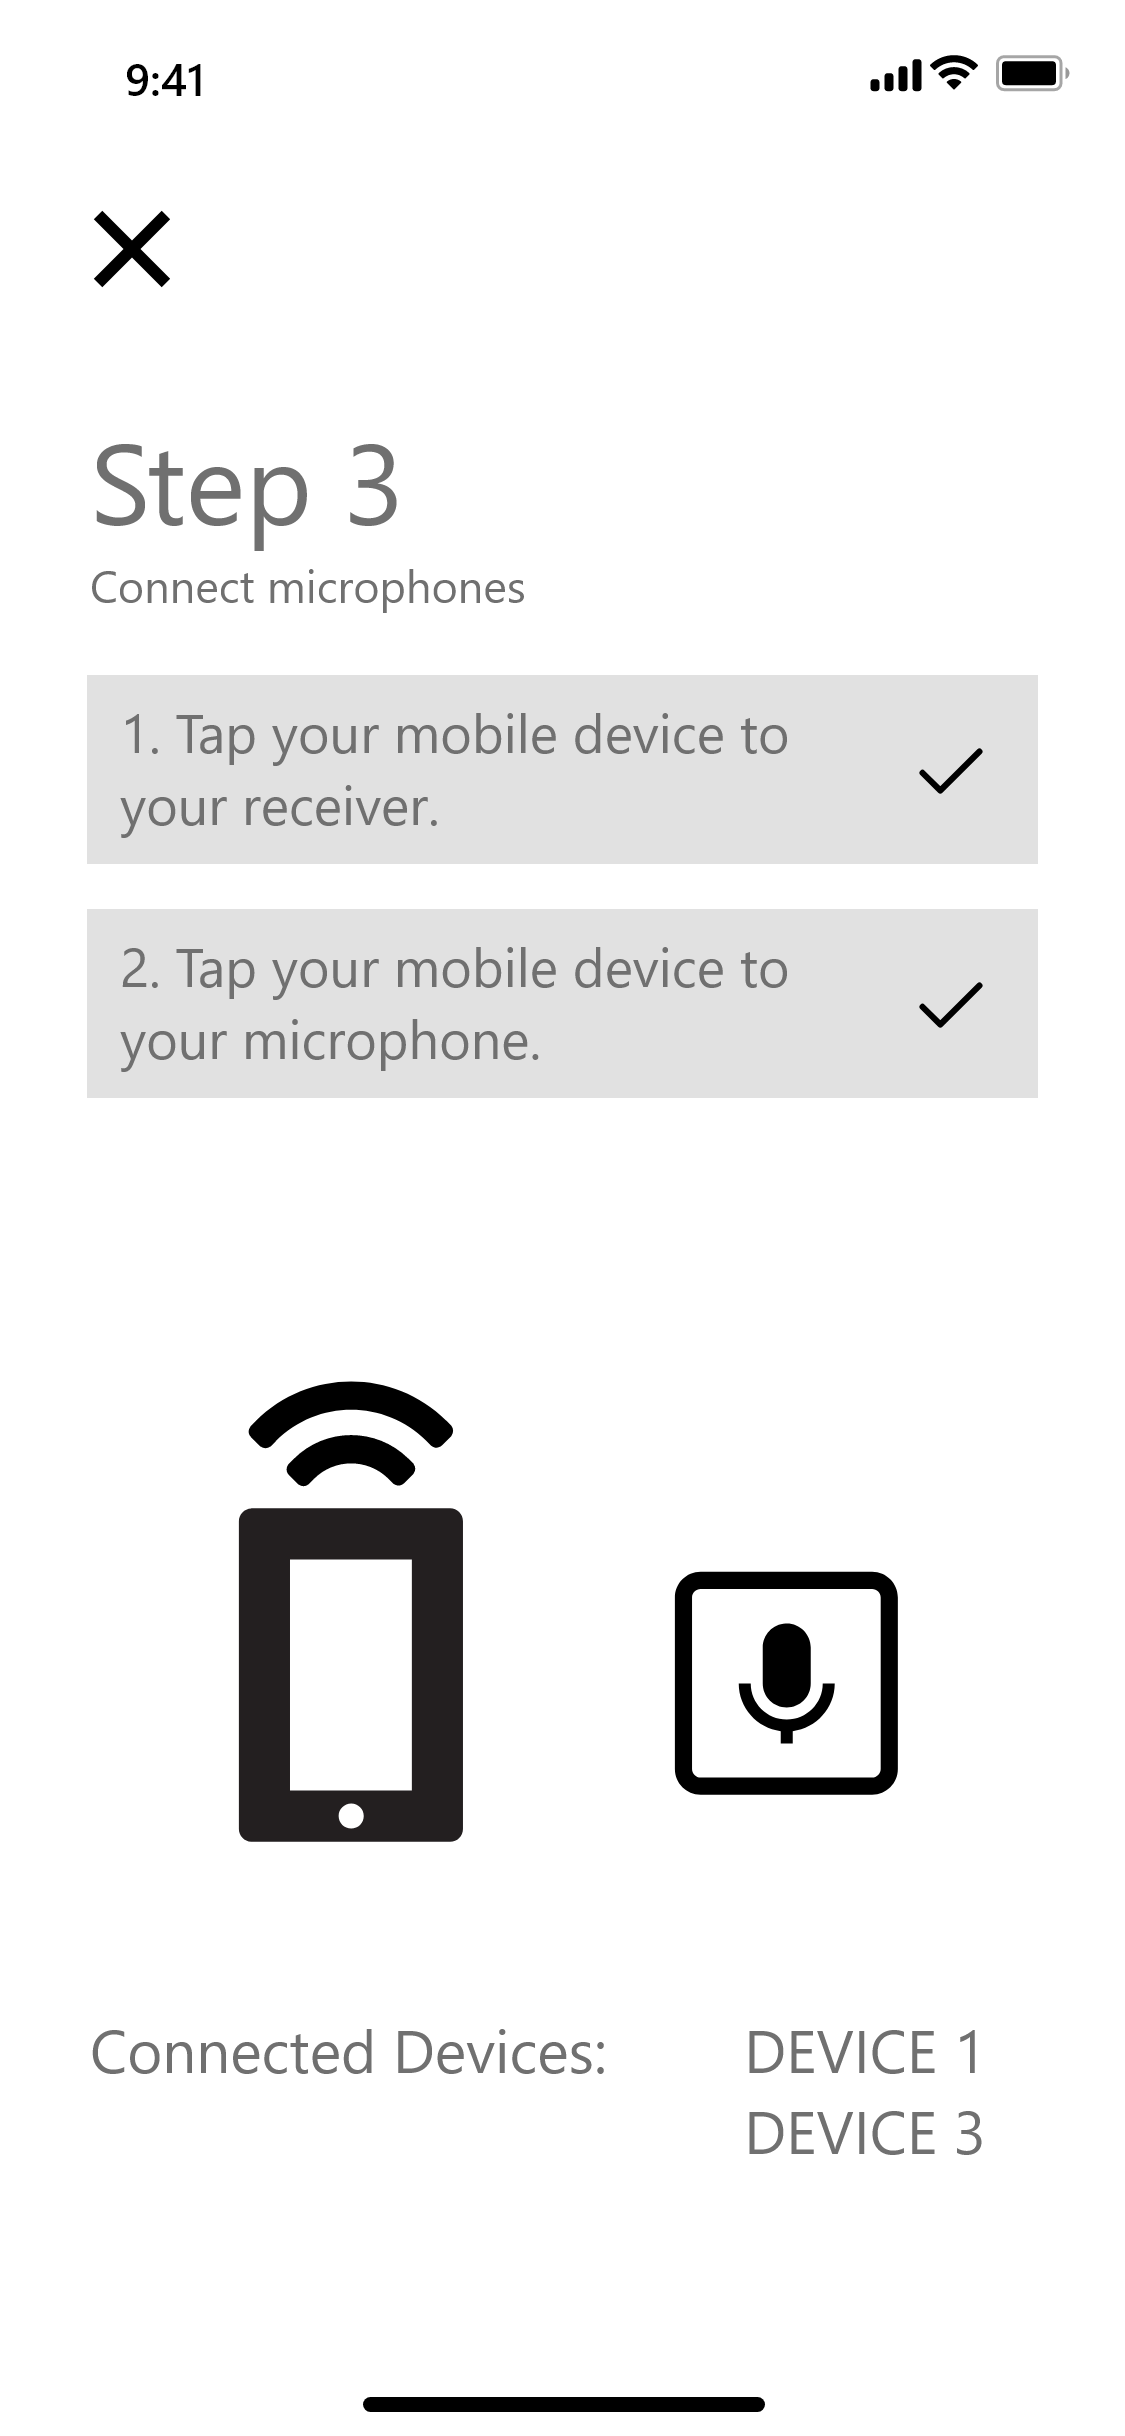 9:41
Step 3
Connect microphones
1. Tap your mobile device to
your receiver.
2. Tap your mobile device to
your microphone.
Connected Devices: DEVICE 1
DEVICE 3